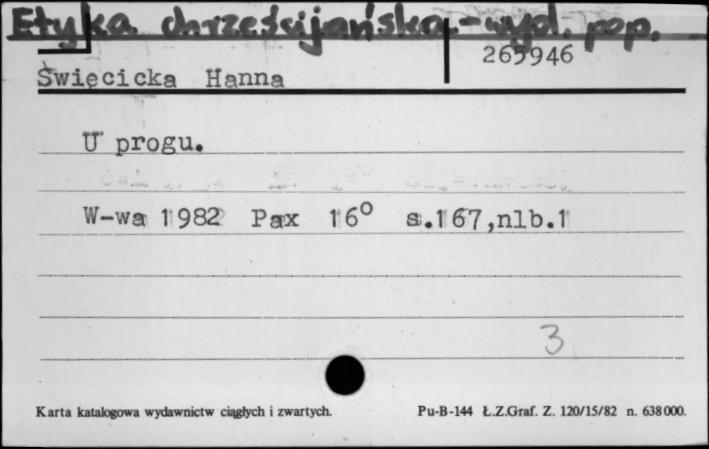 Etyka chrześcijańska - wyd. pop.
265946
Święcicka Hanna
U progu.
W-wa 1982 Pax 16° s.167,nlb.1
3
Karta katalogowa wydawnictw ciągłych i zwartych. Pu-B-144 Ł.Z.Graf. Z. 120/15/82 n. 638000.